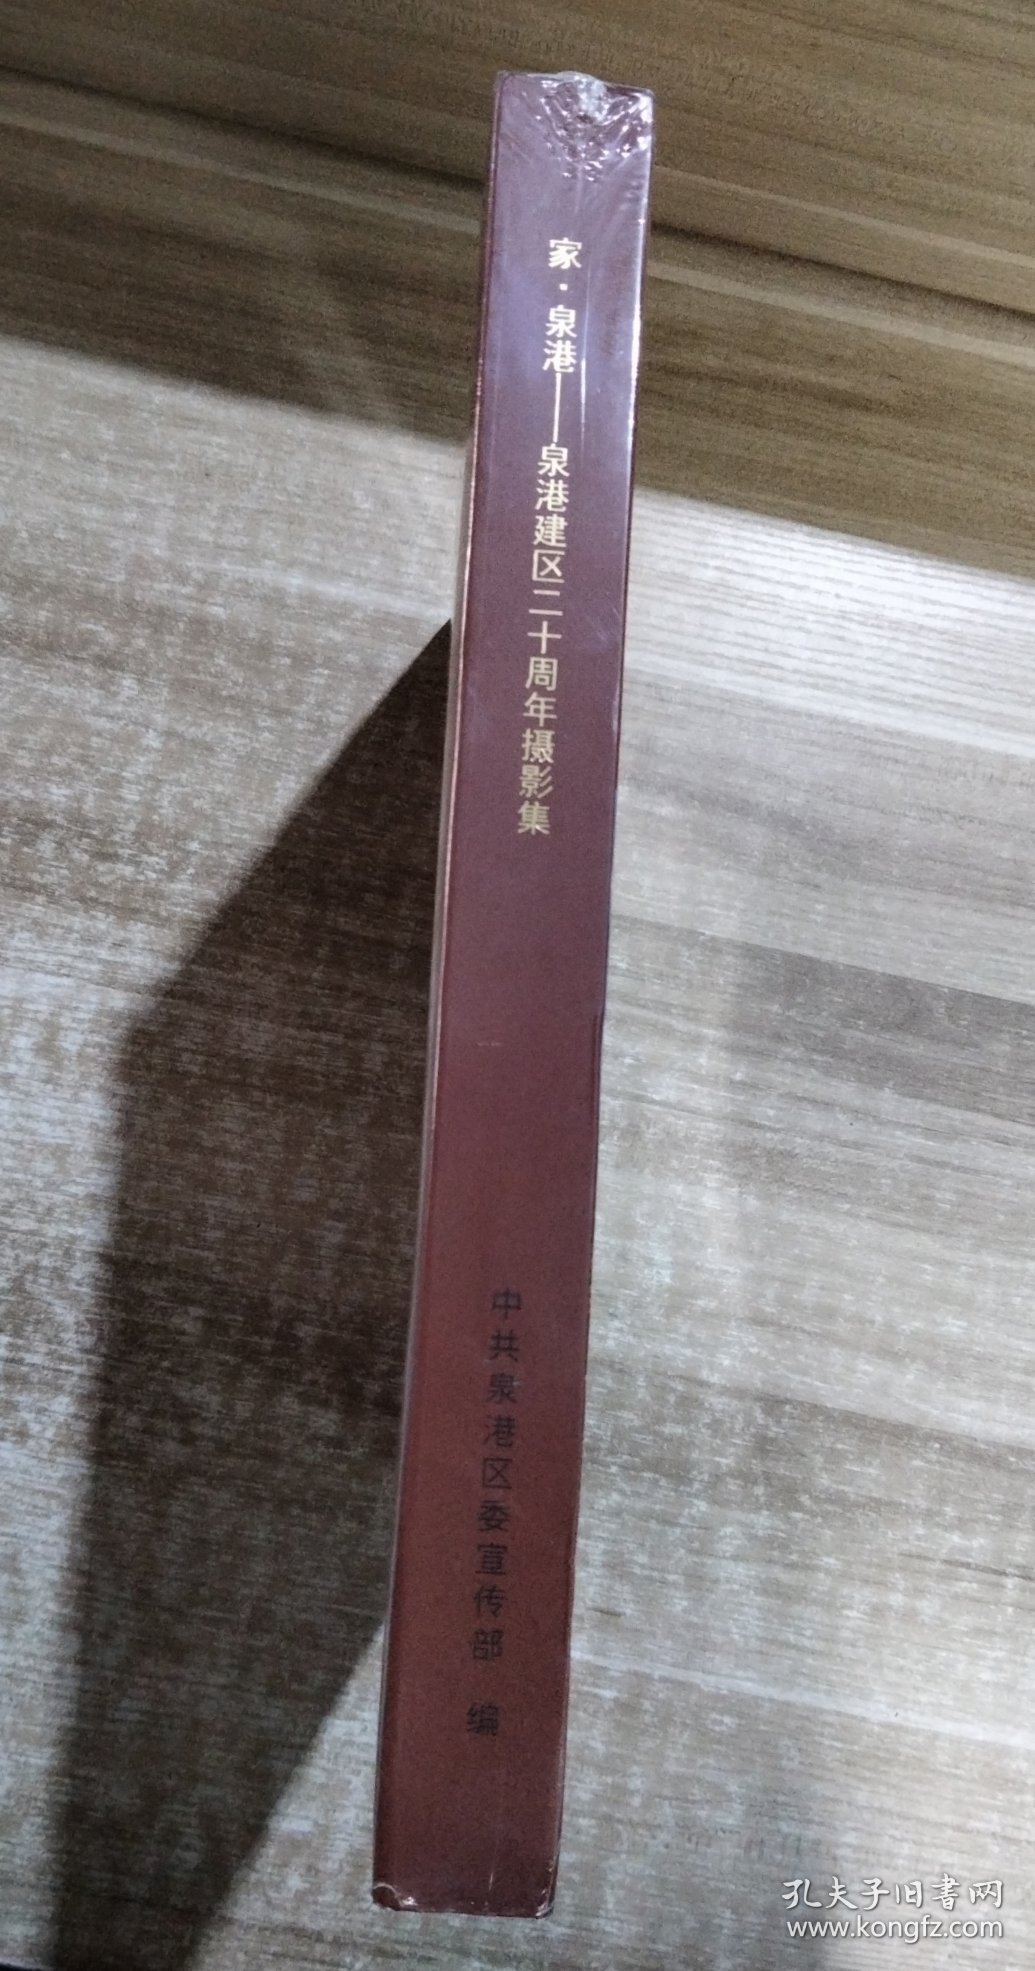 家·泉港——泉港建区二十周年摄影集
中共泉港区委宣传部 编
孔夫子旧書网
www.kongfz.com